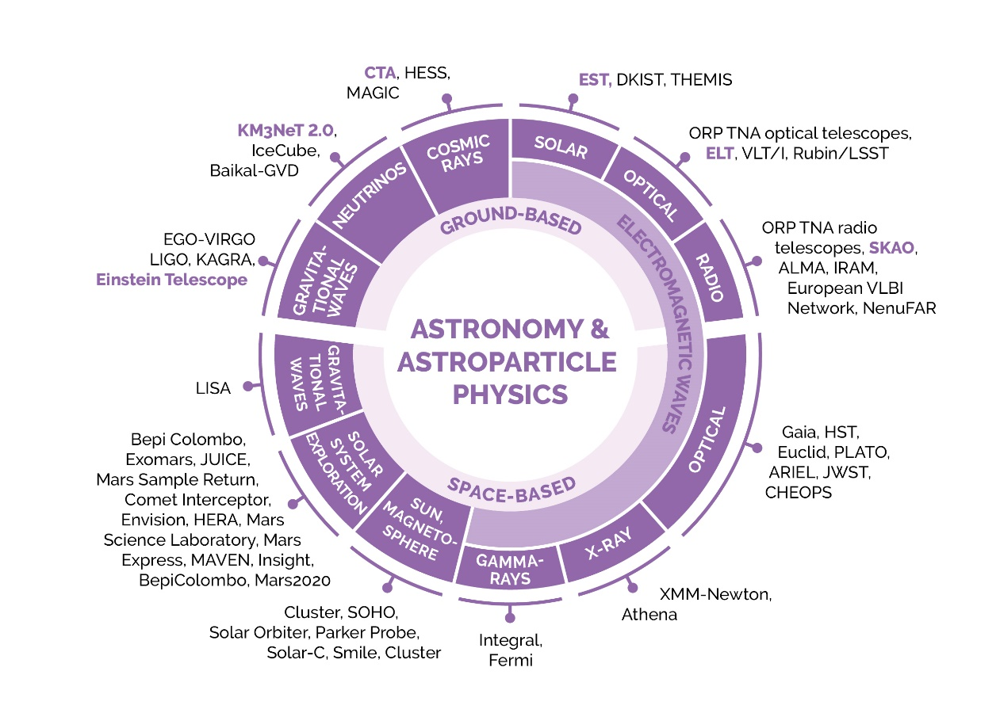 CTA, HESS,
MAGIC
EST, DKIST, THEMIS
KM3NeT 2.0,
IceCube,
Baikal-GVD
ORP TNA optical telescopes,
ELT, VLT/I, Rubin/LSST
EGO-VIRGO
LIGO, KAGRA,
Einstein Telescope
ORP TNA radio
telescopes, SKAO,
ALMA, IRAM,
European VLBI
Network, NenuFAR
COSMIC
RAYS
SOLAR
NEUTRINOS
OPTICAL
GRAVITA-
TIONAL
WAVES
RADIO
GROUND-BASED
ELECTROMAGNETIC WAVES
ASTRONOMY &
ASTROPARTICLE
PHYSICS
GRAVITA-
TIONAL
WAVES
SOLAR
SYSTEM
EXPLORATION
SUN,
MAGNETO-
SPHERE
SPACE-BASED
GAMMA-
RAYS
X-RAY
OPTICAL
LISA
Bepi Colombo,
Exomars, JUICE,
Mars Sample Return,
Comet Interceptor,
Envision, HERA, Mars
Science Laboratory, Mars
Express, MAVEN, Insight,
BepiColombo, Mars2020
Gaia, HST,
Euclid, PLATO,
ARIEL, JWST,
CHEOPS
Cluster, SOHO,
Solar Orbiter, Parker Probe,
Solar-C, Smile, Cluster
Integral,
Fermi
XMM-Newton,
Athena